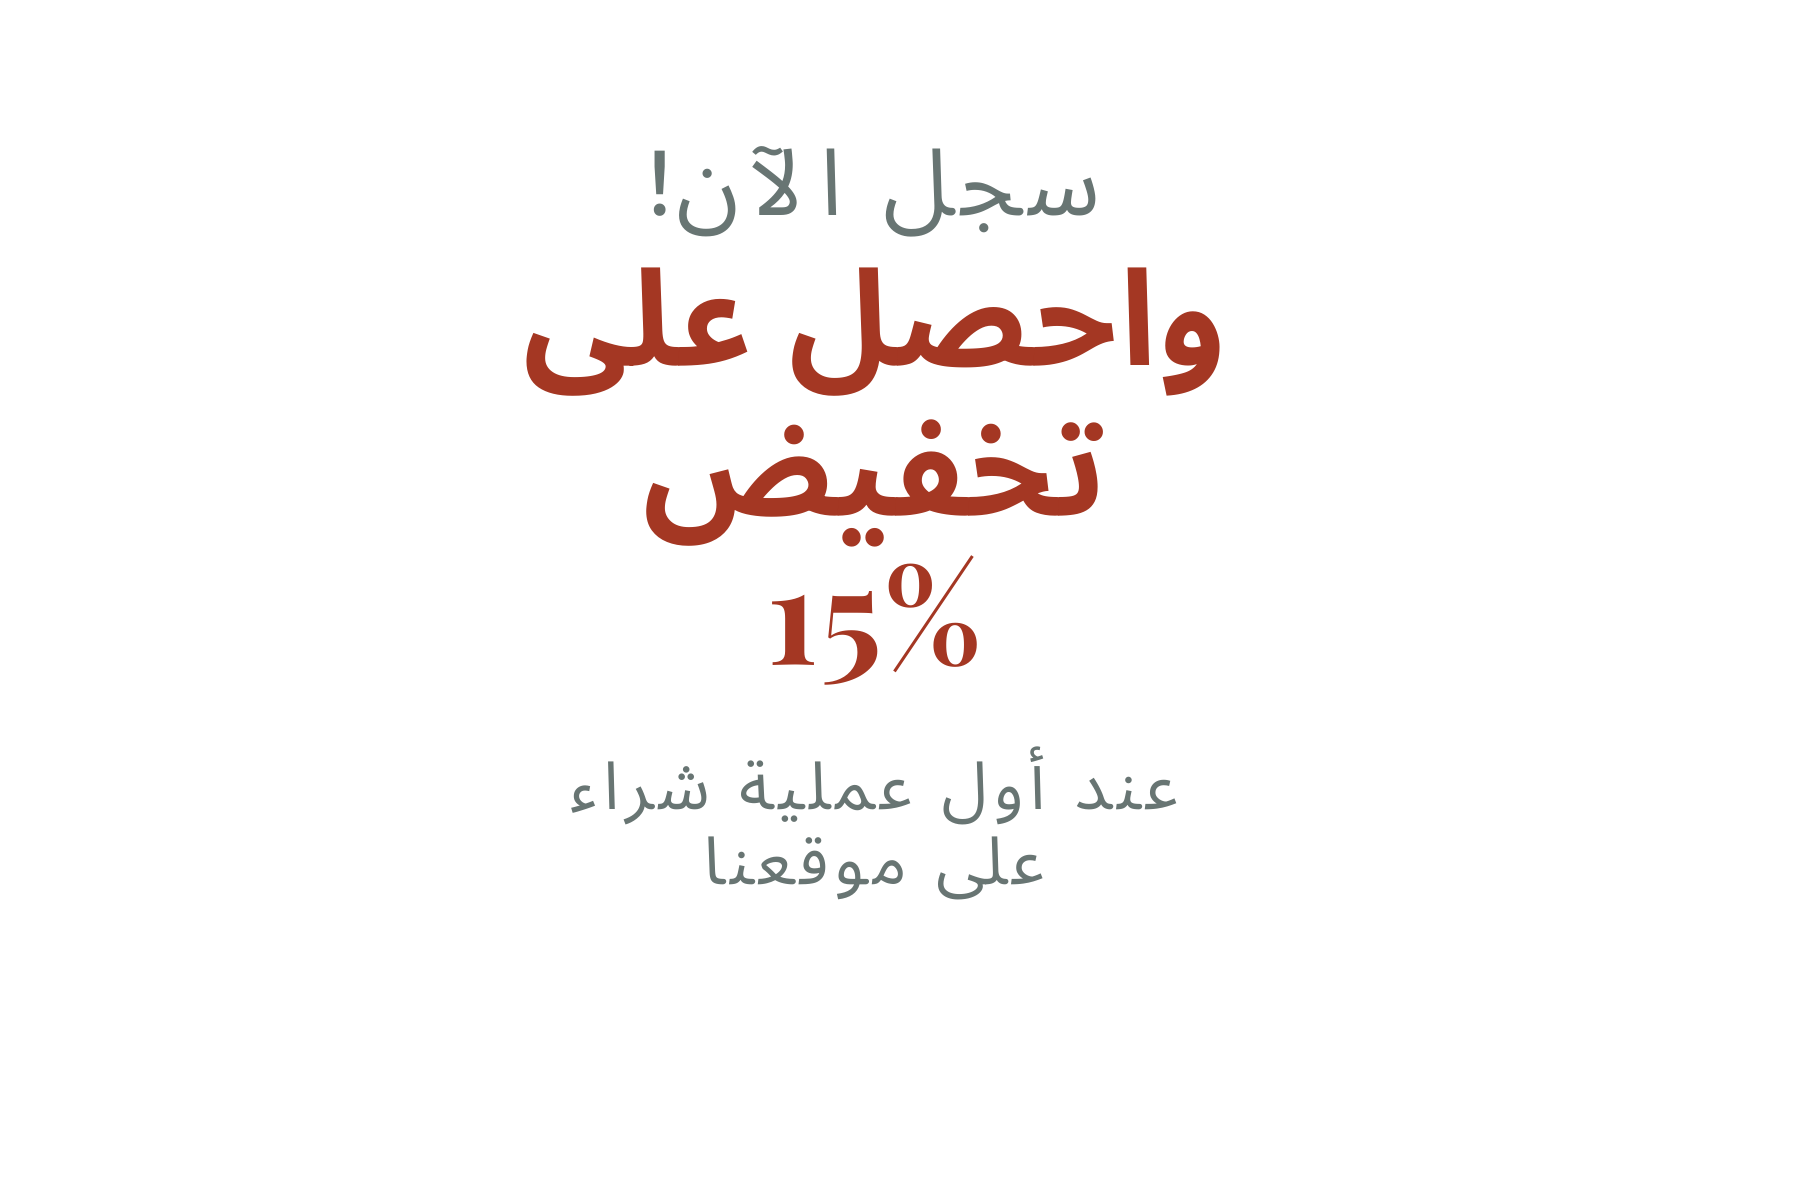 سجل الآن!
واحصل على
تخفيض
15%
عند أول عملية شراء
على موقعنا